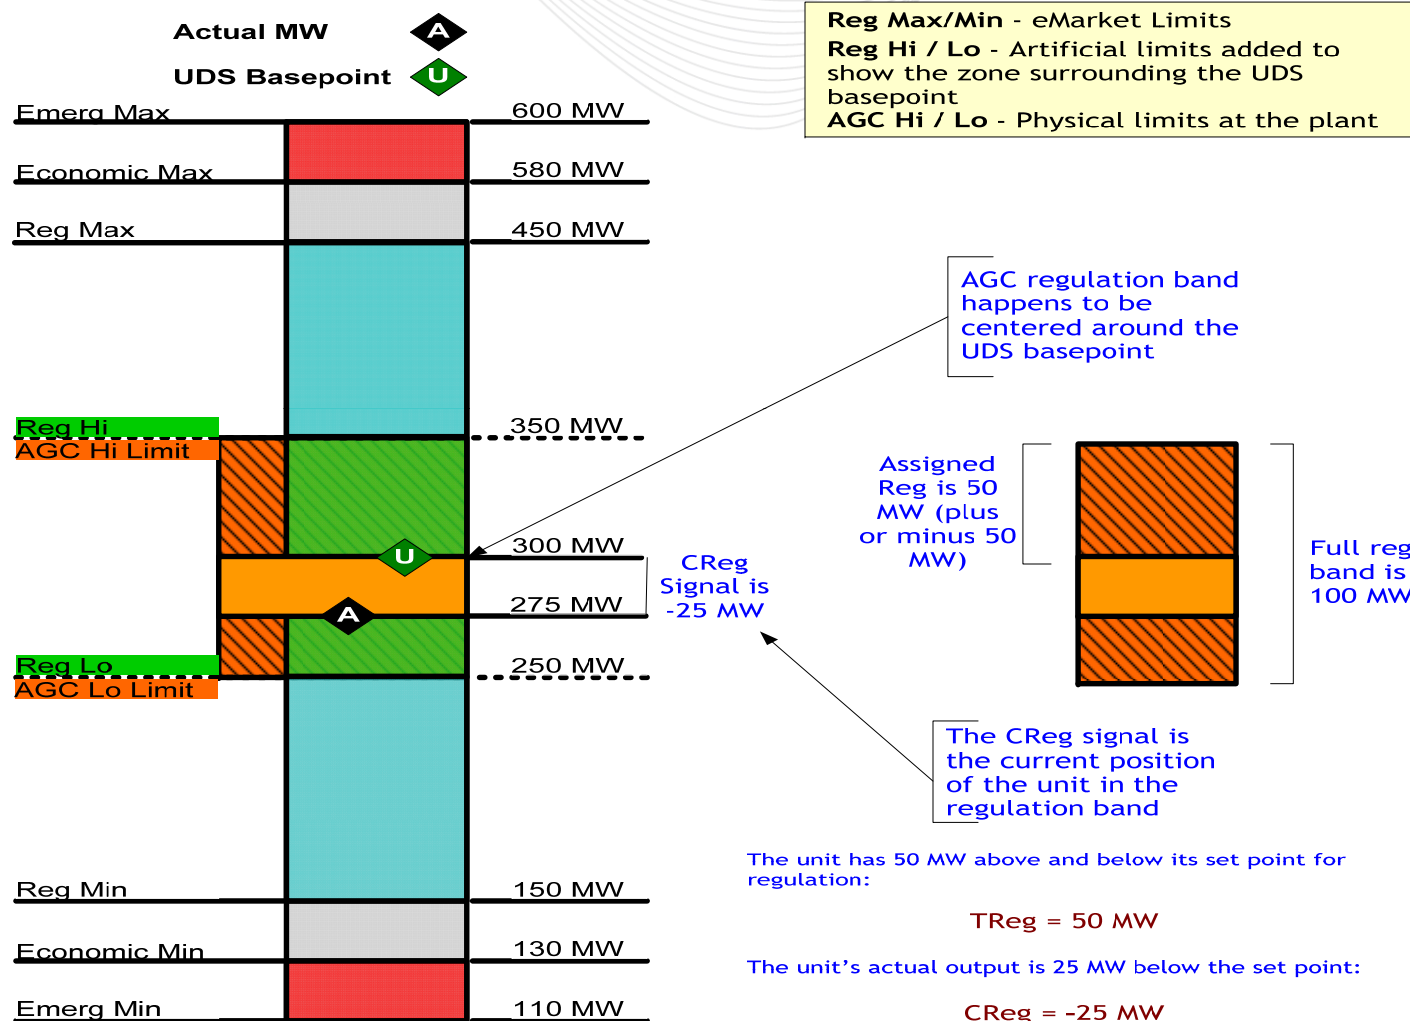 Actual MW A
UDS Basepoint U
Reg Max/Min - eMarket Limits
Reg Hi / Lo - Artificial limits added to
show the zone surrounding the UDS
basepoint
AGC Hi / Lo - Physical limits at the plant
Emerg Max 600 MW
Economic Max 580 MW
Reg Max 450 MW
AGC regulation band
happens to be
centered around the
UDS basepoint
Reg Hi 350 MW
AGC Hi Limit
Assigned
Reg is 50
MW (plus
or minus 50
MW)
U 300 MW
Full reg
band is
100 MW
CReg
Signal is
-25 MW
A 275 MW
Reg Lo 250 MW
AGC Lo Limit
The CReg signal is
the current position
of the unit in the
regulation band
The unit has 50 MW above and below its set point for
regulation:
Reg Min 150 MW
TReg = 50 MW
Economic Min 130 MW
The unit's actual output is 25 MW below the set point:
Emerg Min 110 MW
CReg = -25 MW